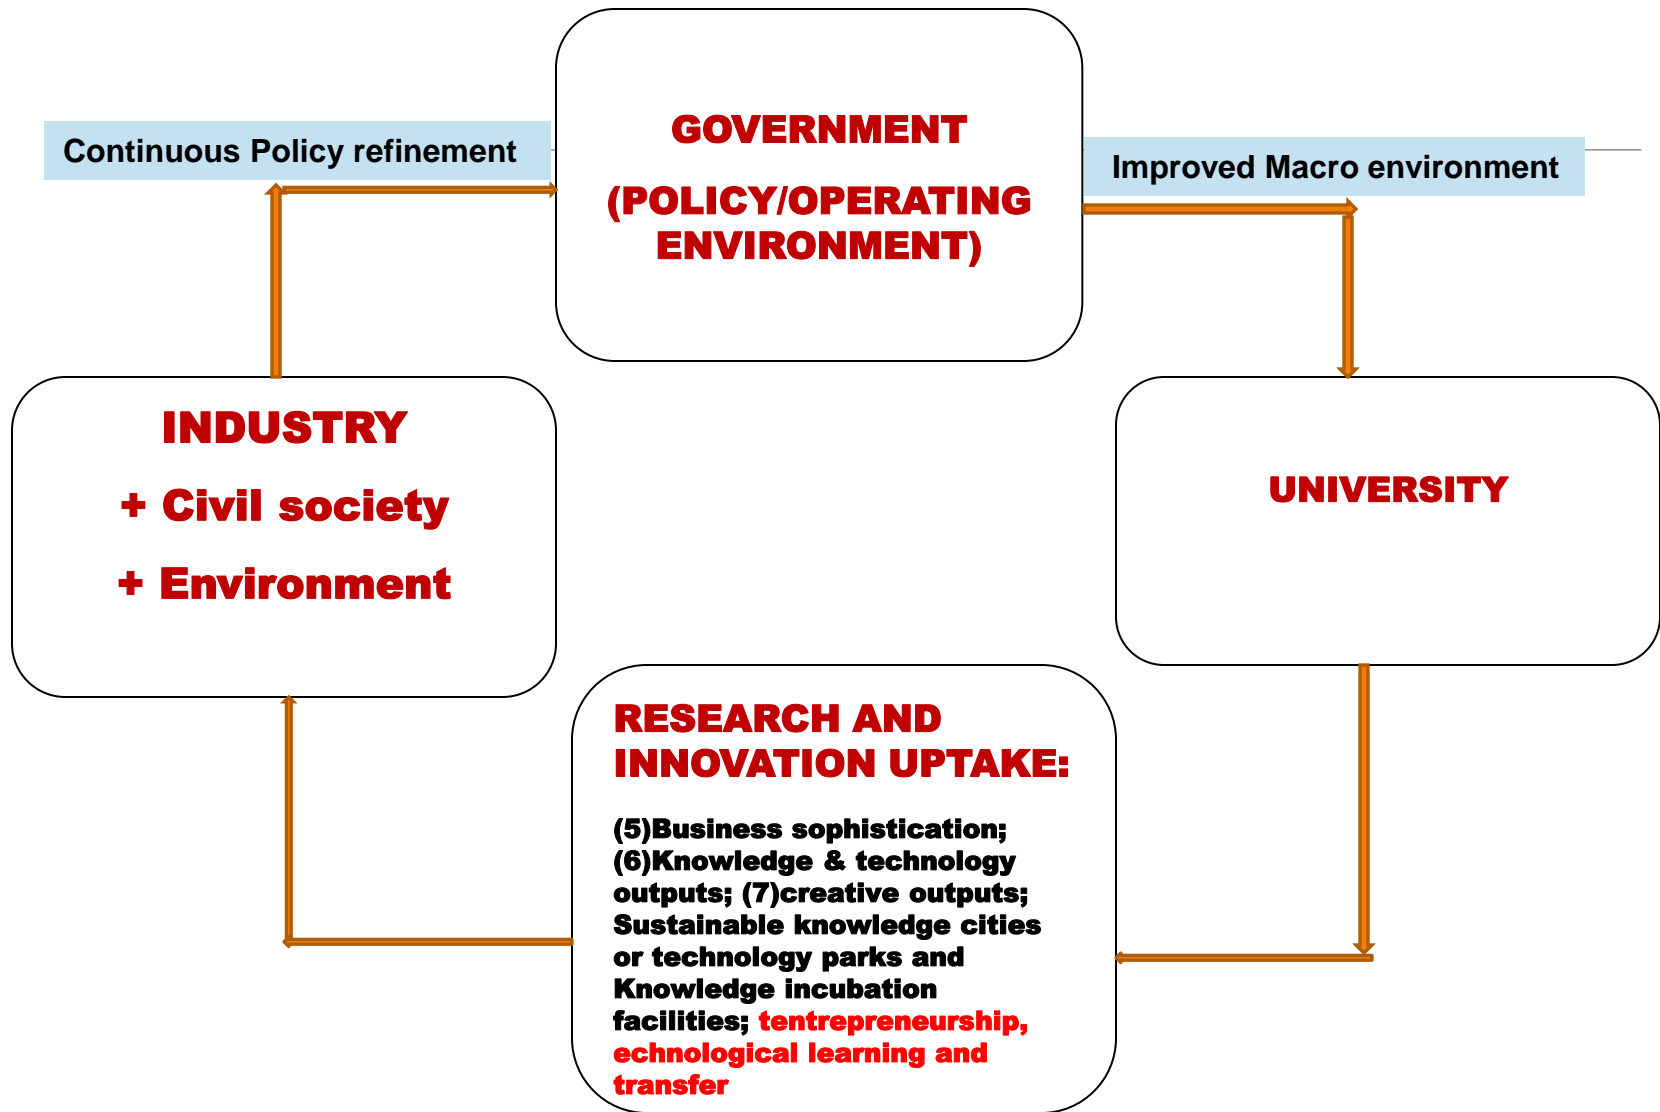 GOVERNMENT
(POLICY/OPERATING
ENVIRONMENT)
Continuous Policy refinement
Improved Macro environment
INDUSTRY
+ Civil society
+ Environment
UNIVERSITY
RESEARCH AND
INNOVATION UPTAKE:
(5)Business sophistication;
(6)Knowledge & technology
outputs; (7)creative outputs;
Sustainable knowledge cities
or technology parks and
Knowledge incubation
facilities; tentrepreneurship,
echnological learning and
transfer